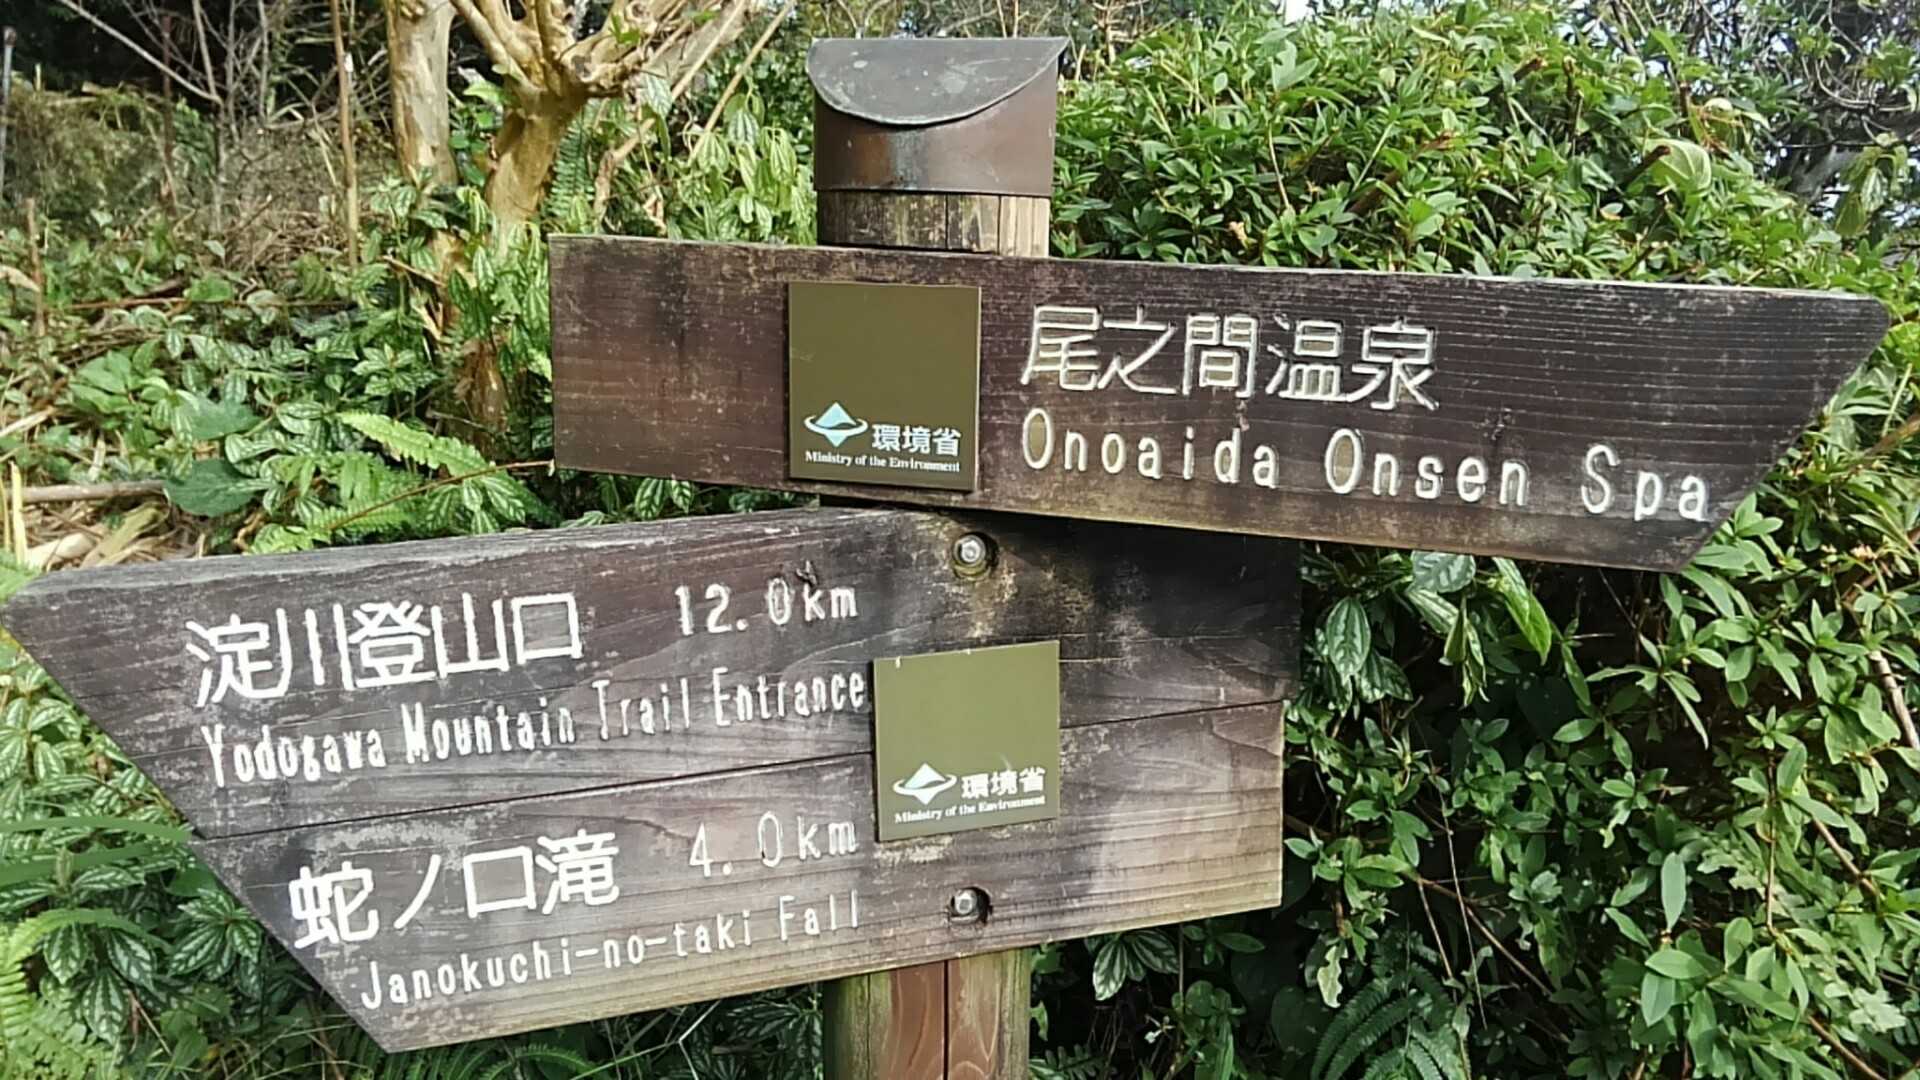 尾之間温泉
Onoaida Onsen Spa
環境省
Ministry of the Environment
淀川登山口 12.0km
Yodogawa Mountain Trail Entrance
蛇ノ口滝 4.0km
Janokuchi-no-taki Fall
環境省
Ministry of the Environment